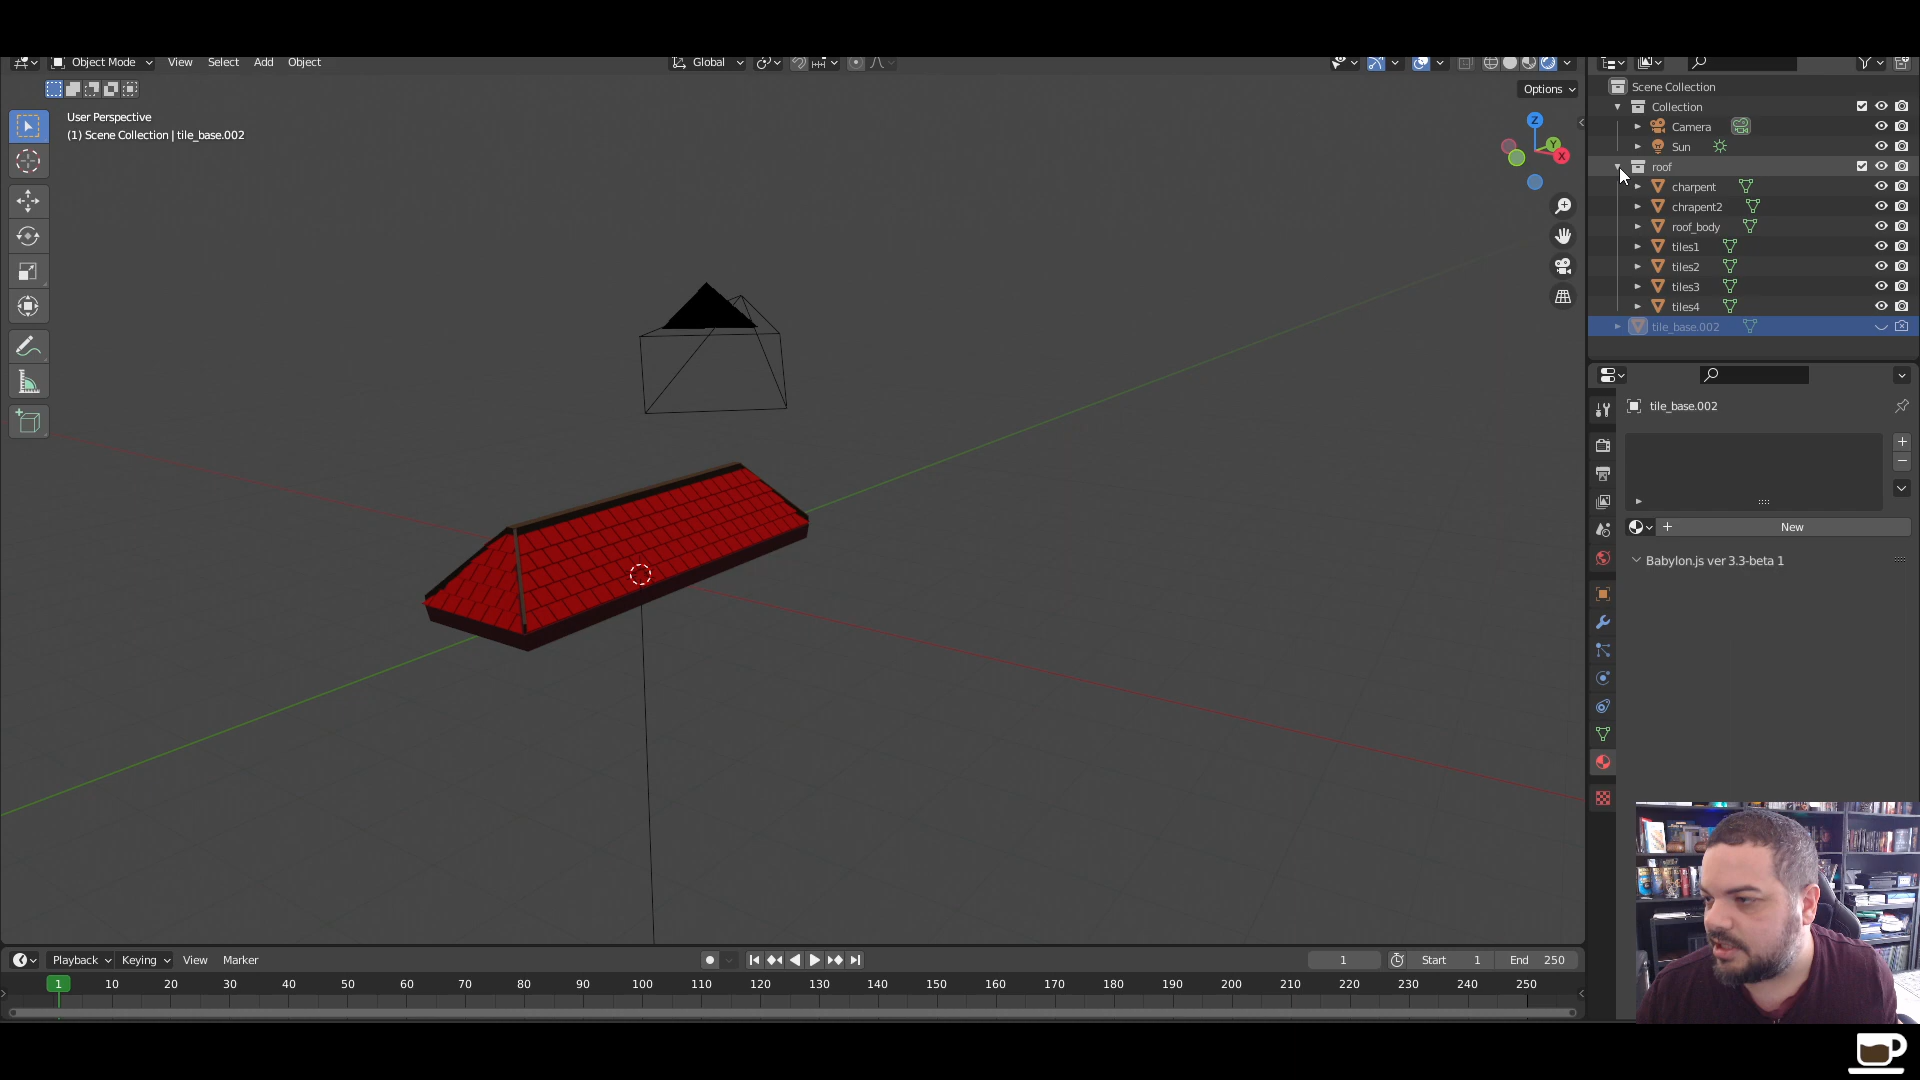 Object Mode View Select Add Object Global
Options
User Perspective
(1) Scene Collection | tile_base.002
Z
Y
X
Scene Collection
Collection
Camera
Sun
roof
charpent
chrapent2
roof_body
tiles1
tiles2
tiles3
tiles4
tile_base.002
tile_base.002
New
Babylon.js ver 3.3-beta 1
Playback Keying View Marker 1 Start 1 End 250
1 10 20 30 40 50 60 70 80 90 100 110 120 130 140 150 160 170 180 190 200 210 220 230 240 250